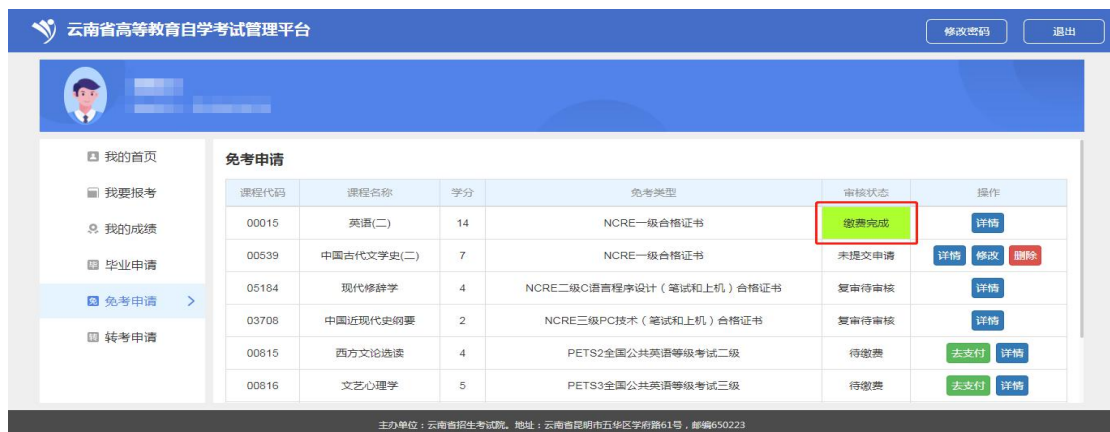 云南省高等教育自学考试管理平台
修改密码 退出
我的首页
我要报考
我的成绩
毕业申请
免考申请 >
转考申请
免考申请
课程代码 课程名称 学分 免考类型 审核状态 操作
00015 英语(二) 14 NCRE一级合格证书 缴费完成 详情
00539 中国古代文学史(二) 7 NCRE一级合格证书 未提交申请 详情 修改 删除
05184 现代修辞学 4 NCRE二级C语言程序设计（笔试和上机）合格证书 复审待审核 详情
03708 中国近现代史纲要 2 NCRE三级PC技术（笔试和上机）合格证书 复审待审核 详情
00815 西方文论选读 4 PETS2全国公共英语等级考试二级 待缴费 去支付 详情
00816 文艺心理学 5 PETS3全国公共英语等级考试三级 待缴费 去支付 详情
主办单位：云南省招生考试院。地址：云南省昆明市五华区学府路61号，邮编650223